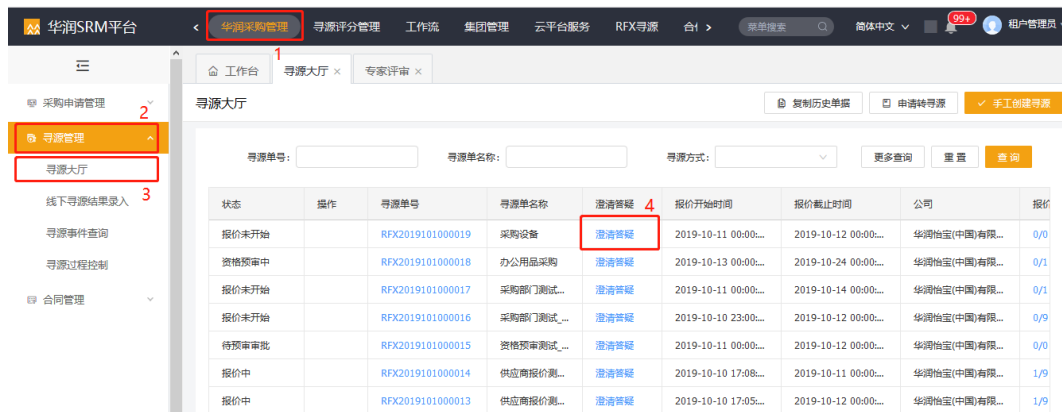 华润SRM平台 华润采购管理 寻源评分管理 工作流 集团管理 云平台服务 RFX寻源 菜单搜索 简体中文 99+ 租户管理员
1
工作台 寻源大厅 × 专家评审 ×
采购申请管理
2
寻源大厅 复制历史单据 申请转寻源 手工创建寻源
寻源管理
寻源单号: 寻源单名称: 寻源方式: 更多查询 重置 查询
寻源大厅
3
线下寻源结果录入
寻源事件查询
寻源过程控制
合同管理
4
状态 操作 寻源单号 寻源单名称 澄清答疑 报价开始时间 报价截止时间 公司
报价未开始 RFX2019101000019 采购设备 澄清答疑 2019-10-11 00:00:... 2019-10-12 00:00:... 华润怡宝(中国)有限... 0/0
资格预审中 RFX2019101000018 办公用品采购 澄清答疑 2019-10-13 00:00:... 2019-10-24 00:00:... 华润怡宝(中国)有限... 0/1
报价未开始 RFX2019101000017 采购部门测试... 澄清答疑 2019-10-11 00:00:... 2019-10-14 00:00:... 华润怡宝(中国)有限... 0/1
报价未开始 RFX2019101000016 采购部门测试_... 澄清答疑 2019-10-10 23:00:... 2019-10-12 00:00:... 华润怡宝(中国)有限... 0/9
待预审审批 RFX2019101000015 资格预审测试_... 澄清答疑 2019-10-11 00:00:... 2019-10-12 00:00:... 华润怡宝(中国)有限... 0/0
报价中 RFX2019101000014 供应商报价测... 澄清答疑 2019-10-10 17:08:... 2019-10-11 00:00:... 华润怡宝(中国)有限... 1/9
报价中 RFX2019101000013 供应商报价测... 澄清答疑 2019-10-10 17:05:... 2019-10-12 00:00:... 华润怡宝(中国)有限... 1/9